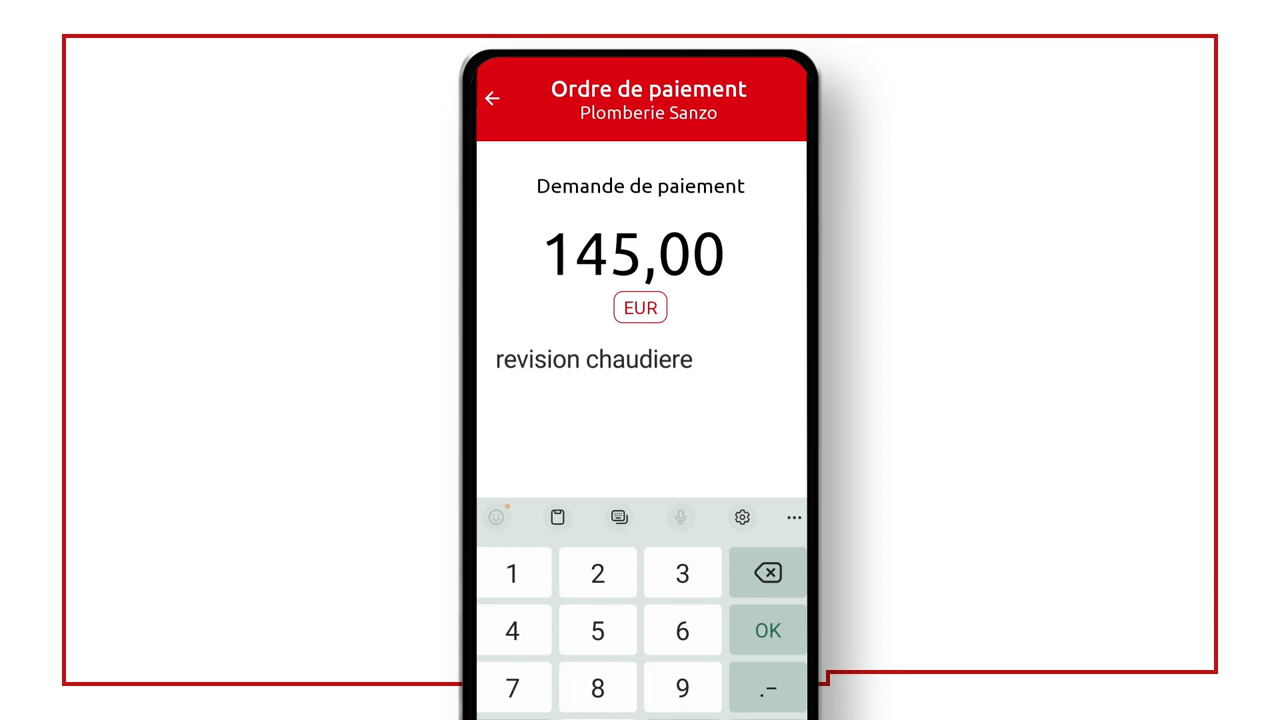 Ordre de paiement
Plomberie Sanzo
Demande de paiement
145,00
EUR
revision chaudiere
1 2 3
4 5 6 OK
7 8 9 .-